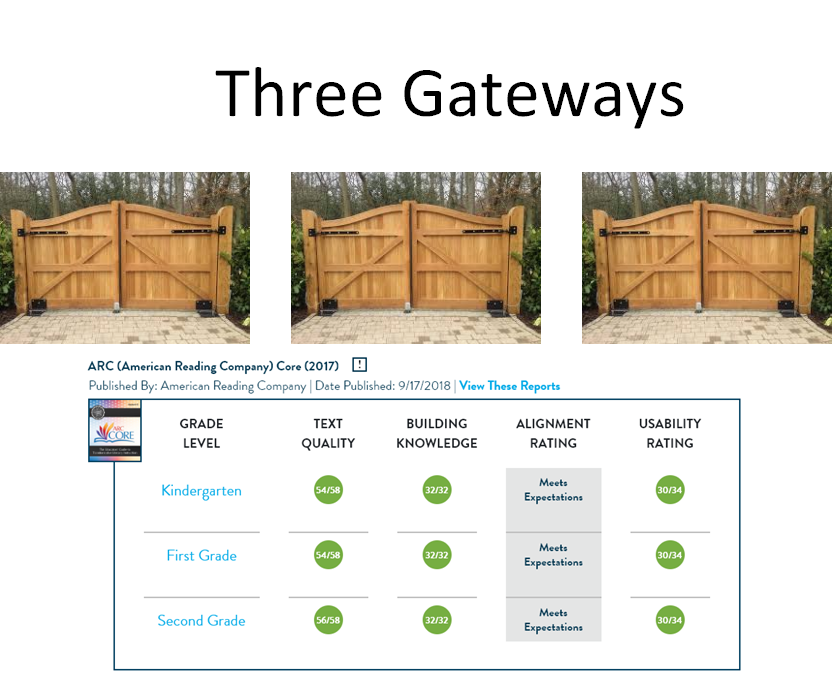 Three Gateways
ARC (American Reading Company) Core (2017) !
Published By: American Reading Company | Date Published: 9/17/2018 | View These Reports
ARC
CORE
GRADE LEVEL
TEXT QUALITY
BUILDING KNOWLEDGE
ALIGNMENT RATING
USABILITY RATING
Kindergarten 54/58 32/32 Meets Expectations 30/34
First Grade 54/58 32/32 Meets Expectations 30/34
Second Grade 56/58 32/32 Meets Expectations 30/34